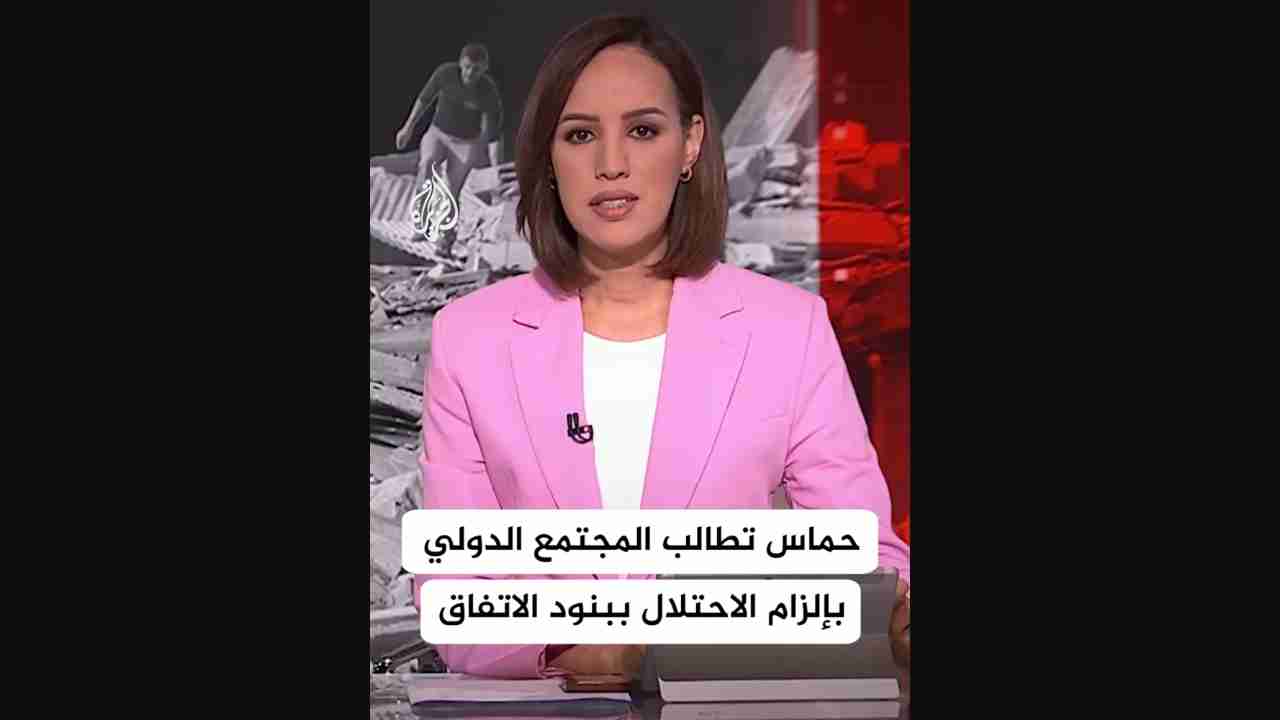 حماس تطالب المجتمع الدولي
بإلزام الاحتلال ببنود الاتفاق